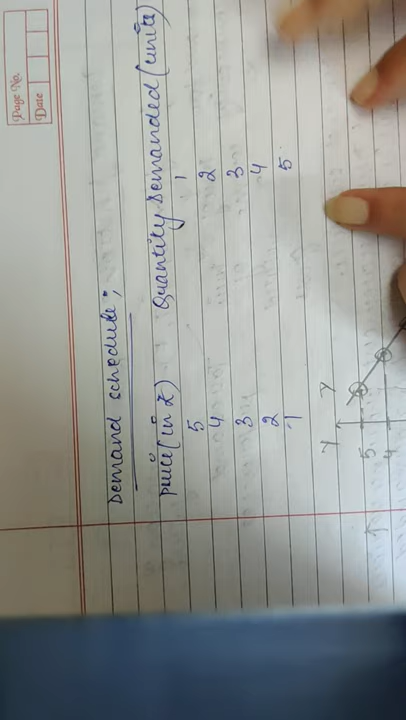 Page No.
Date
Demand schedule;
Price (in ₹) Quantity Demanded (units)
5 1
4 2
3 3
2 4
1 5
Y
5
4